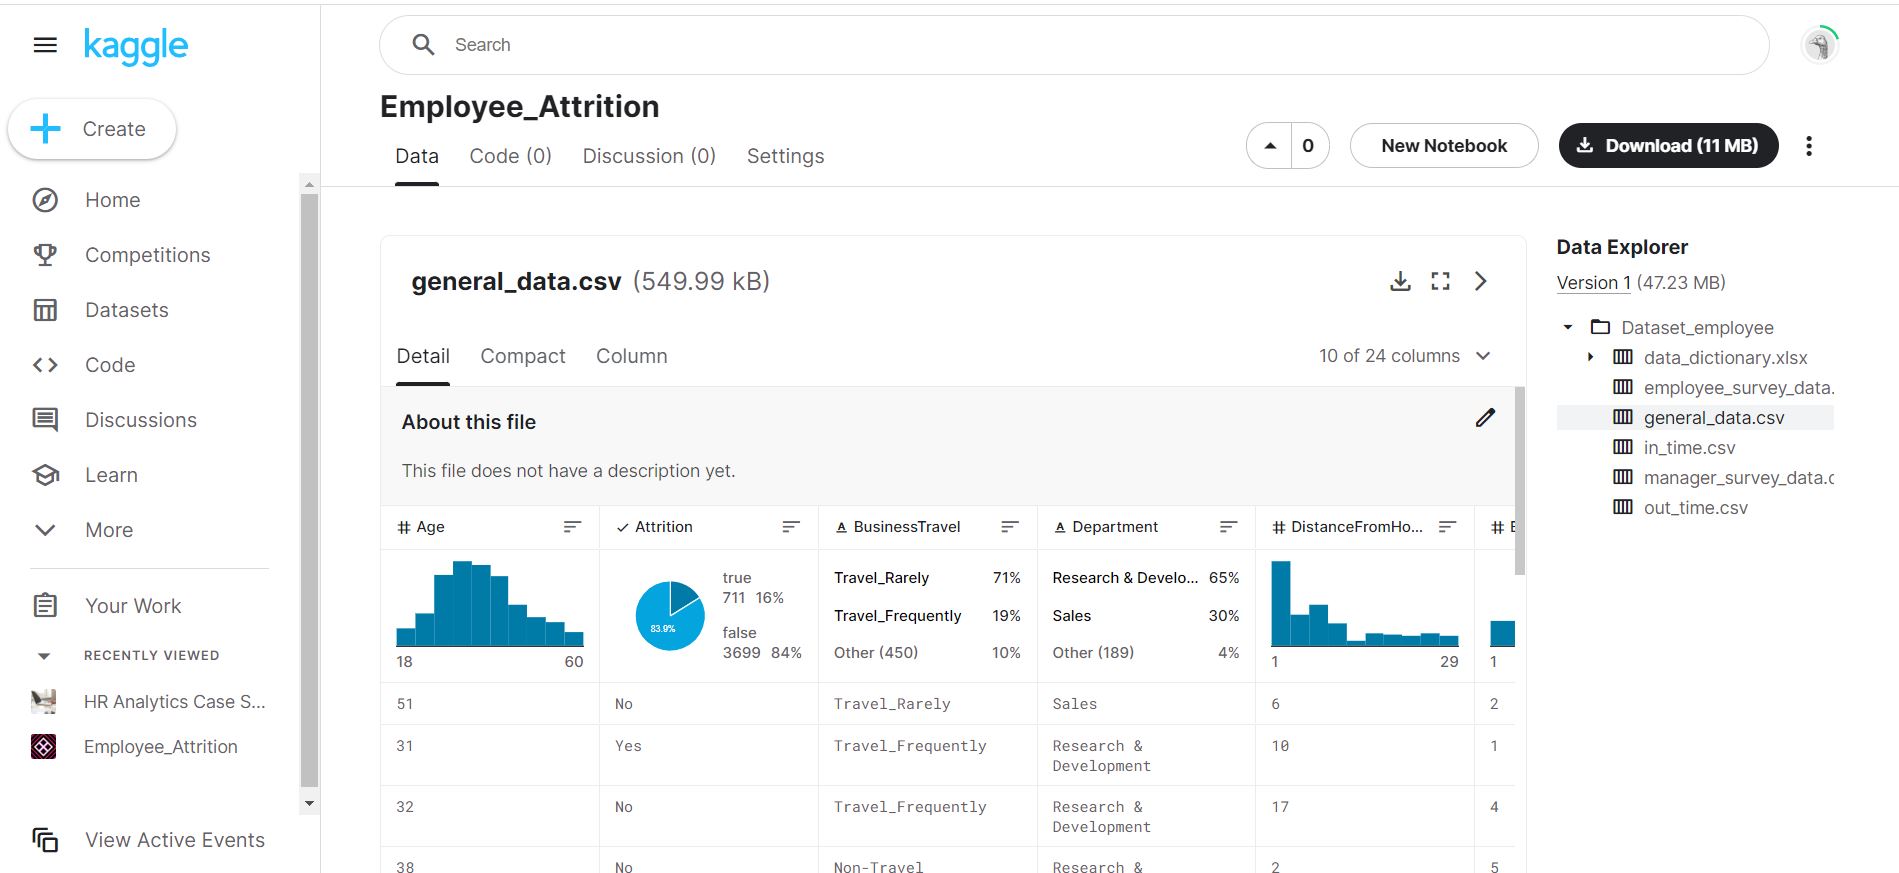 kaggle
Search
Create
Home
Competitions
Datasets
Code
Discussions
Learn
More
Your Work
RECENTLY VIEWED
HR Analytics Case S...
Employee_Attrition
View Active Events
Employee_Attrition
Data Code (0) Discussion (0) Settings
0 New Notebook Download (11 MB)
general_data.csv (549.99 kB)
Detail Compact Column 10 of 24 columns
About this file
This file does not have a description yet.
# Age Attrition A BusinessTravel A Department # DistanceFromHo... #
18 60
83.9%
true
711 16%
false
3699 84%
Travel_Rarely 71%
Travel_Frequently 19%
Other (450) 10%
Research & Develo... 65%
Sales 30%
Other (189) 4%
1 29
1
51 No Travel_Rarely Sales 6 2
31 Yes Travel_Frequently Research & 10 1
Development
32 No Travel_Frequently Research & 17 4
Development
38 No Non-Travel Research & 2 5
Data Explorer
Version 1 (47.23 MB)
Dataset_employee
data_dictionary.xlsx
employee_survey_data.
general_data.csv
in_time.csv
manager_survey_data.c
out_time.csv